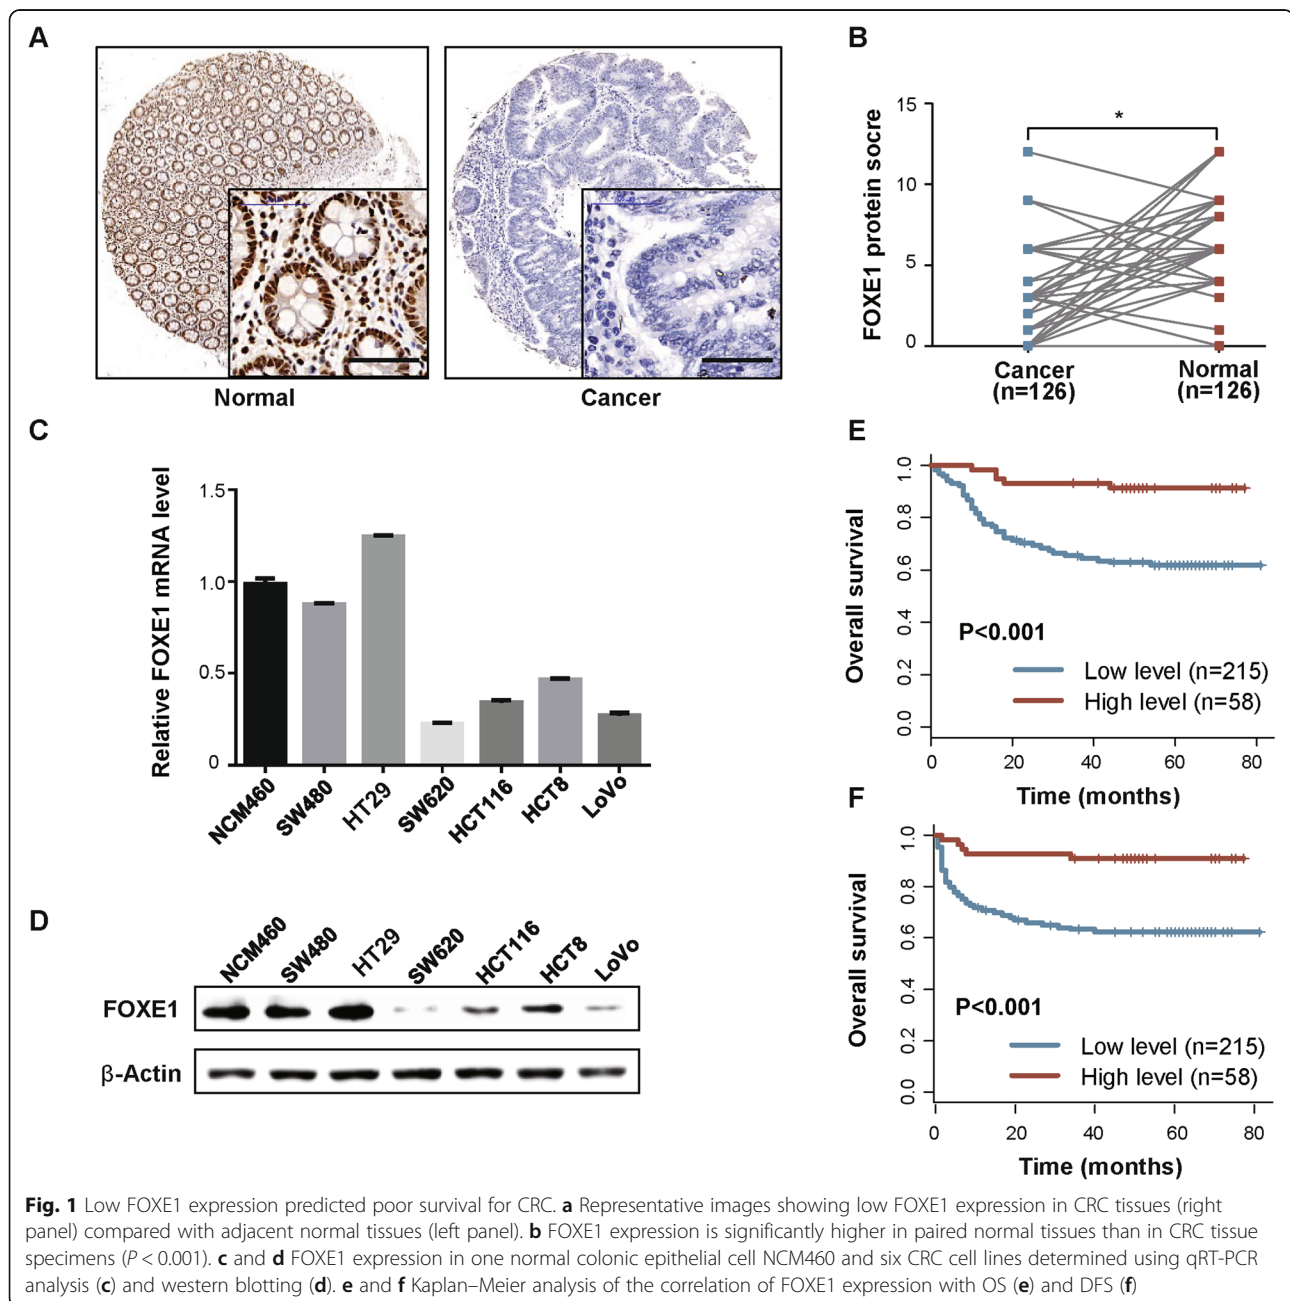 A
Normal
Cancer
B
FOXE1 protein socre
15
10
5
0
*
Cancer
(n=126)
Normal
(n=126)
C
Relative FOXE1 mRNA level
1.5
1.0
0.5
0
NCM460
SW480
HT29
SW620
HCT116
HCT8
LoVo
D
NCM460
SW480
HT29
SW620
HCT116
HCT8
LoVo
FOXE1
β-Actin
E
Overall survival
1.0
0.8
0.6
0.4
0.2
0.0
P<0.001
Low level (n=215)
High level (n=58)
0 20 40 60 80
Time (months)
F
Overall survival
1.0
0.8
0.6
0.4
0.2
0.0
P<0.001
Low level (n=215)
High level (n=58)
0 20 40 60 80
Time (months)
Fig. 1 Low FOXE1 expression predicted poor survival for CRC. a Representative images showing low FOXE1 expression in CRC tissues (right
panel) compared with adjacent normal tissues (left panel). b FOXE1 expression is significantly higher in paired normal tissues than in CRC tissue
specimens (P < 0.001). c and d FOXE1 expression in one normal colonic epithelial cell NCM460 and six CRC cell lines determined using qRT-PCR
analysis (c) and western blotting (d). e and f Kaplan–Meier analysis of the correlation of FOXE1 expression with OS (e) and DFS (f)